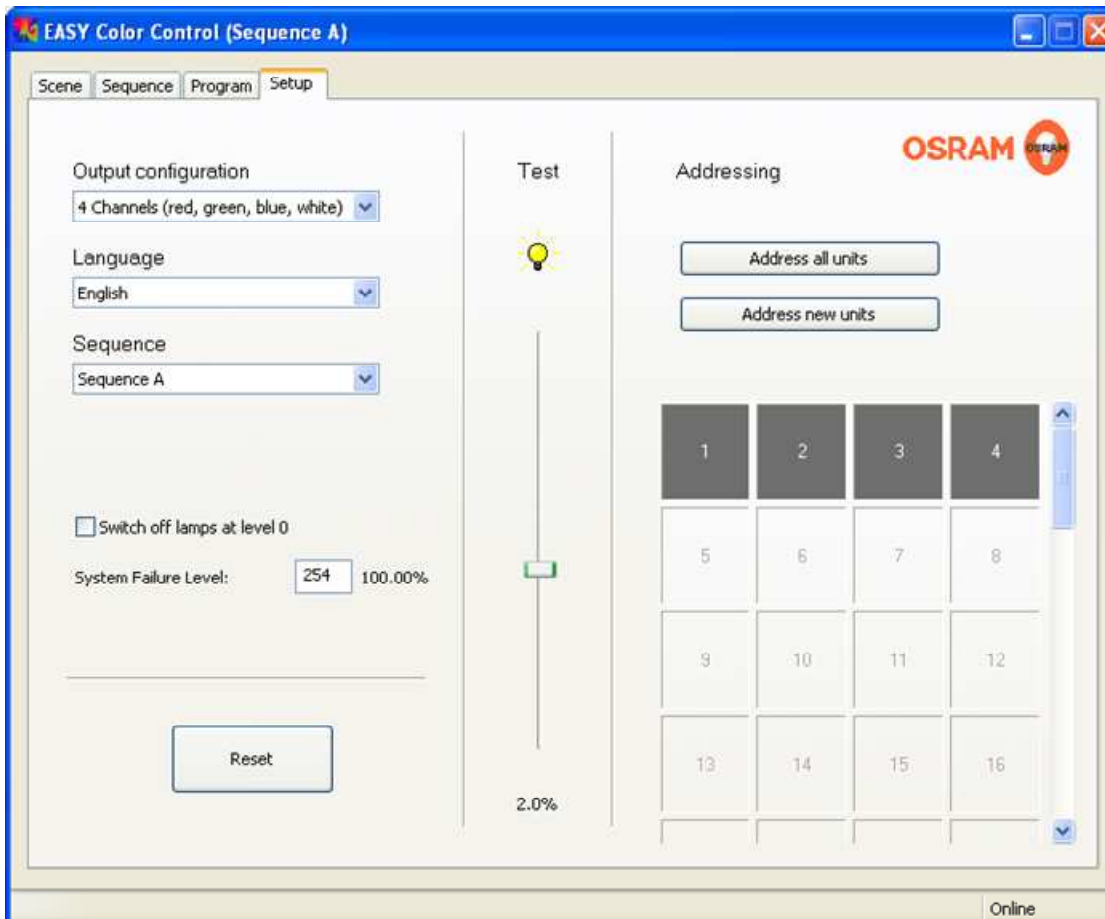 EASY Color Control (Sequence A)
Scene Sequence Program Setup
OSRAM OSRAM
Output configuration
4 Channels (red, green, blue, white)
Language
English
Sequence
Sequence A
Switch off lamps at level 0
System Failure Level: 254 100.00%
Reset
Test
2.0%
Addressing
Address all units
Address new units
1 2 3 4
5 6 7 8
9 10 11 12
13 14 15 16
Online